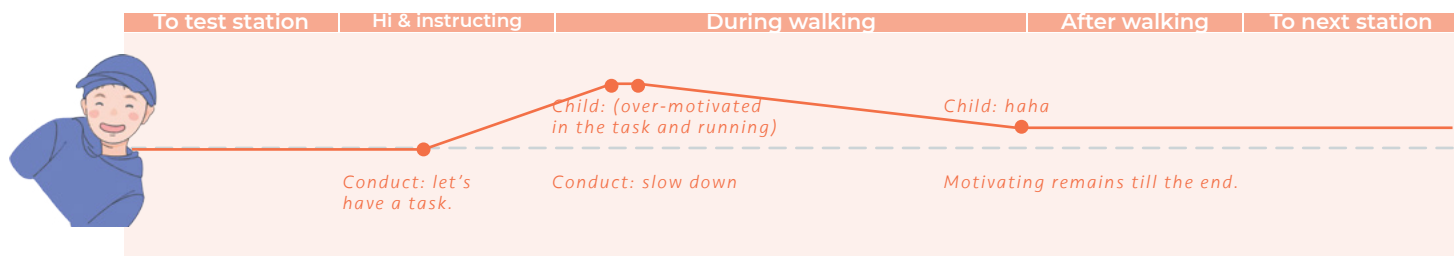 To test station
Hi & instructing
During walking
After walking
To next station
Child: (over-motivated
in the task and running)
Child: haha
Conduct: let's
have a task.
Conduct: slow down
Motivating remains till the end.